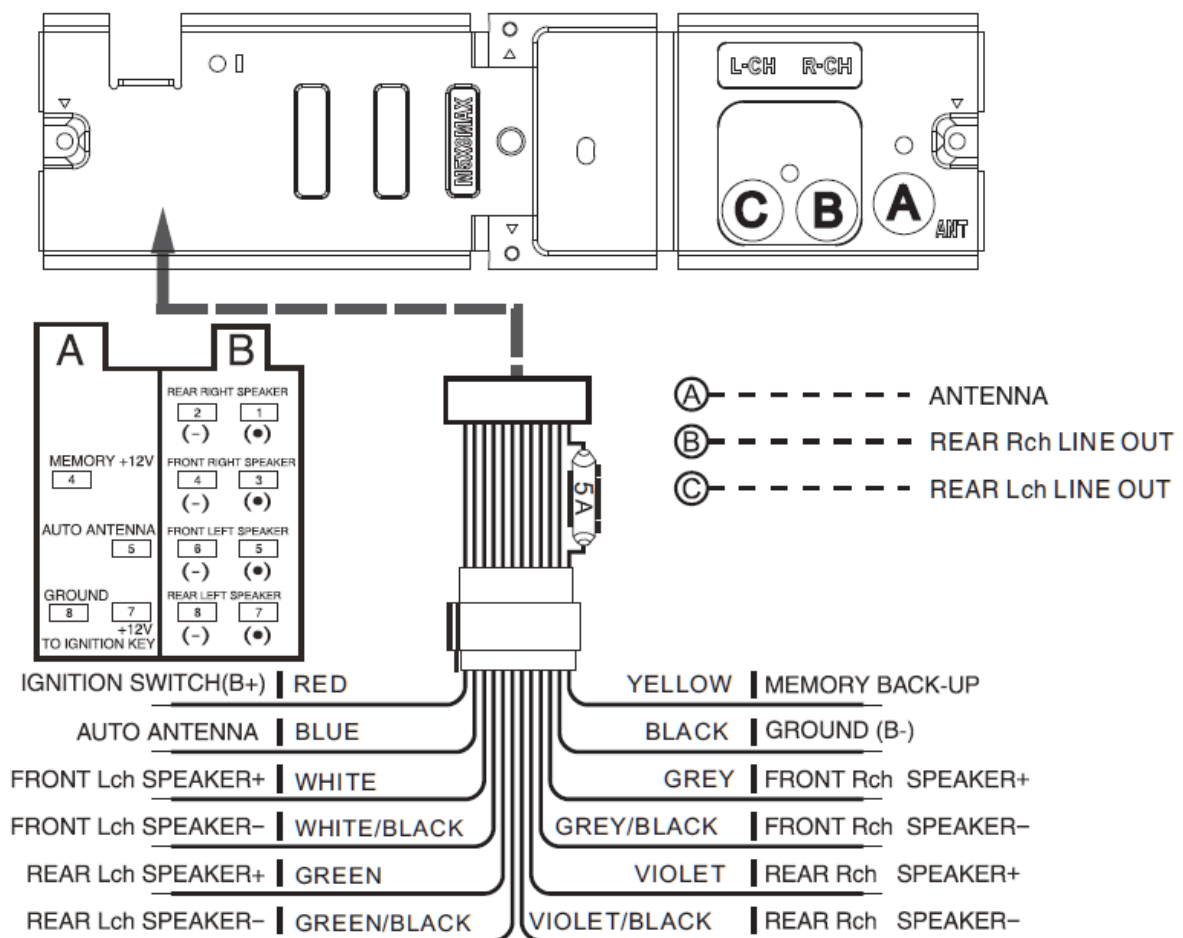 L-CH R-CH
M5X8MAX
C B A
ANT
A B
REAR RIGHT SPEAKER
2 1
(-) (•)
MEMORY +12V
4
FRONT RIGHT SPEAKER
4 3
(-) (•)
AUTO ANTENNA
5
FRONT LEFT SPEAKER
6 5
(-) (•)
GROUND
8 7
+12V
TO IGNITION KEY
REAR LEFT SPEAKER
8 7
(-) (•)
5A
A ANTENNA
B REAR Rch LINE OUT
C REAR Lch LINE OUT
IGNITION SWITCH(B+) RED
AUTO ANTENNA BLUE
FRONT Lch SPEAKER+ WHITE
FRONT Lch SPEAKER– WHITE/BLACK
REAR Lch SPEAKER+ GREEN
REAR Lch SPEAKER– GREEN/BLACK
YELLOW MEMORY BACK-UP
BLACK GROUND (B-)
GREY FRONT Rch SPEAKER+
GREY/BLACK FRONT Rch SPEAKER–
VIOLET REAR Rch SPEAKER+
VIOLET/BLACK REAR Rch SPEAKER–